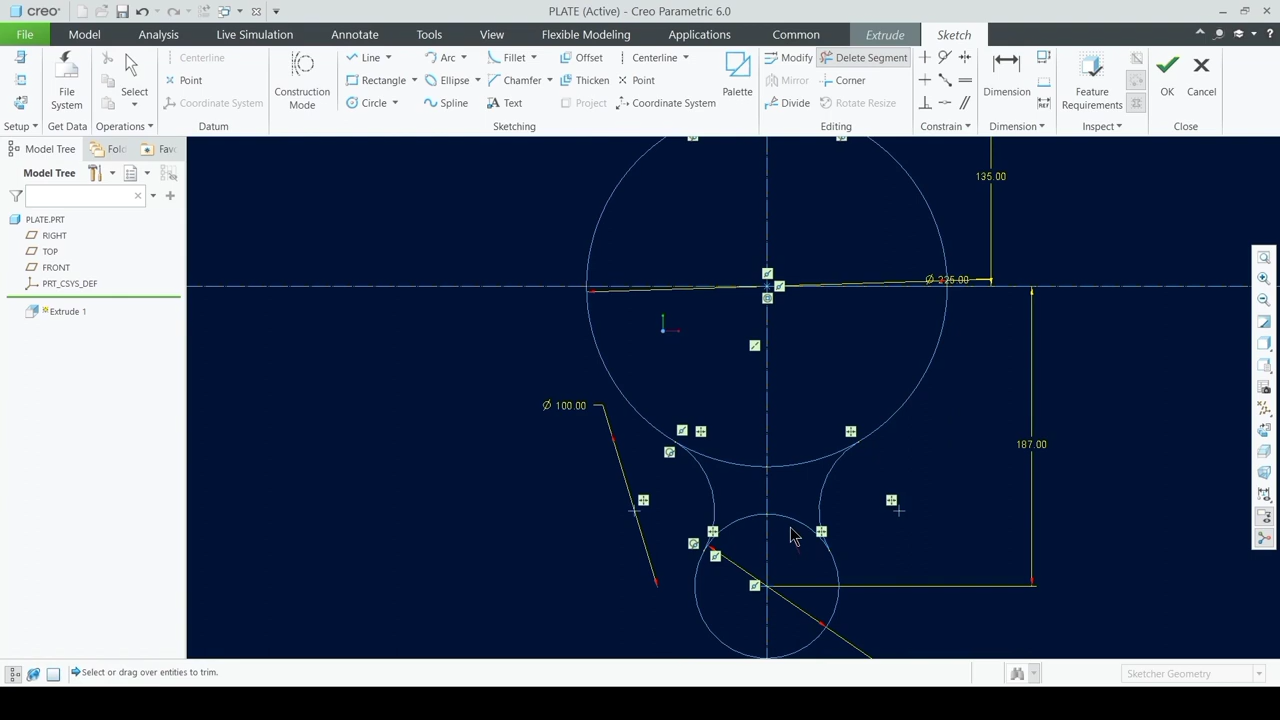 creo
PLATE (Active) - Creo Parametric 6.0
File Model Analysis Live Simulation Annotate Tools View Flexible Modeling Applications Common Extrude Sketch
File System
Select
Centerline
Point
Coordinate System
Construction Mode
Line Arc Fillet Offset Centerline
Rectangle Ellipse Chamfer Thicken Point
Circle Spline Text Project Coordinate System
Palette
Modify Delete Segment
Mirror Corner
Divide Rotate Resize
Dimension
REF
Feature Requirements
OK
Cancel
Setup Get Data Operations Datum Sketching Editing Constrain Dimension Inspect Close
Model Tree Fol Fav
Model Tree
PLATE.PRT
RIGHT
TOP
FRONT
PRT_CSYS_DEF
Extrude 1
135.00
Ø 225.00
Ø 100.00
187.00
Select or drag over entities to trim.
Sketcher Geometry